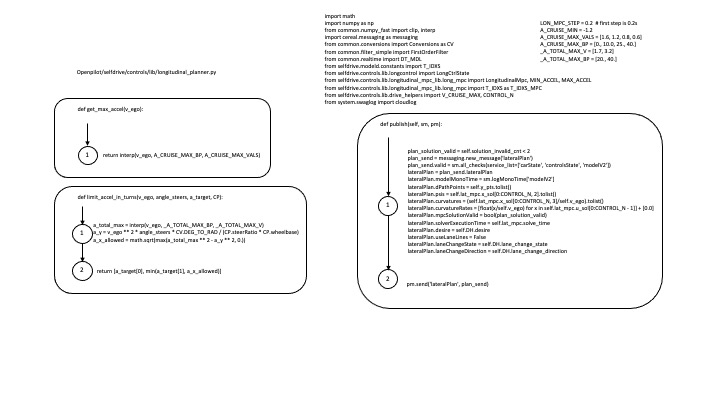 Openpilot/selfdrive/controls/lib/longitudinal_planner.py
import math
import numpy as np
from common.numpy_fast import clip, interp
import cereal.messaging as messaging
from common.conversions import Conversions as CV
from common.filter_simple import FirstOrderFilter
from common.realtime import DT_MDL
from selfdrive.modeld.constants import T_IDXS
from selfdrive.controls.lib.longcontrol import LongCtrlState
from selfdrive.controls.lib.longitudinal_mpc_lib.long_mpc import LongitudinalMpc, MIN_ACCEL, MAX_ACCEL
from selfdrive.controls.lib.longitudinal_mpc_lib.long_mpc import T_IDXS as T_IDXS_MPC
from selfdrive.controls.lib.drive_helpers import V_CRUISE_MAX, CONTROL_N
from system.swaglog import cloudlog
LON_MPC_STEP = 0.2 # first step is 0.2s
A_CRUISE_MIN = -1.2
A_CRUISE_MAX_VALS = [1.6, 1.2, 0.8, 0.6]
A_CRUISE_MAX_BP = [0., 10.0, 25., 40.]
_A_TOTAL_MAX_V = [1.7, 3.2]
_A_TOTAL_MAX_BP = [20., 40.]
def get_max_accel(v_ego):
1 return interp(v_ego, A_CRUISE_MAX_BP, A_CRUISE_MAX_VALS)
def limit_accel_in_turns(v_ego, angle_steers, a_target, CP):
a_total_max = interp(v_ego, _A_TOTAL_MAX_BP, _A_TOTAL_MAX_V)
1 a_y = v_ego ** 2 * angle_steers * CV.DEG_TO_RAD / (CP.steerRatio * CP.wheelbase)
a_x_allowed = math.sqrt(max(a_total_max ** 2 - a_y ** 2, 0.))
2 return [a_target[0], min(a_target[1], a_x_allowed)]
def publish(self, sm, pm):
plan_solution_valid = self.solution_invalid_cnt < 2
plan_send = messaging.new_message('lateralPlan')
plan_send.valid = sm.all_checks(service_list=['carState', 'controlsState', 'modelV2'])
lateralPlan = plan_send.lateralPlan
lateralPlan.modelMonoTime = sm.logMonoTime['modelV2']
lateralPlan.dPathPoints = self.y_pts.tolist()
lateralPlan.psis = self.lat_mpc.x_sol[0:CONTROL_N, 2].tolist()
lateralPlan.curvatures = (self.lat_mpc.x_sol[0:CONTROL_N, 3]/self.v_ego).tolist()
1 lateralPlan.curvatureRates = [float(x/self.v_ego) for x in self.lat_mpc.u_sol[0:CONTROL_N - 1]] + [0.0]
lateralPlan.mpcSolutionValid = bool(plan_solution_valid)
lateralPlan.solverExecutionTime = self.lat_mpc.solve_time
lateralPlan.desire = self.DH.desire
lateralPlan.useLaneLines = False
lateralPlan.laneChangeState = self.DH.lane_change_state
lateralPlan.laneChangeDirection = self.DH.lane_change_direction
2 pm.send('lateralPlan', plan_send)